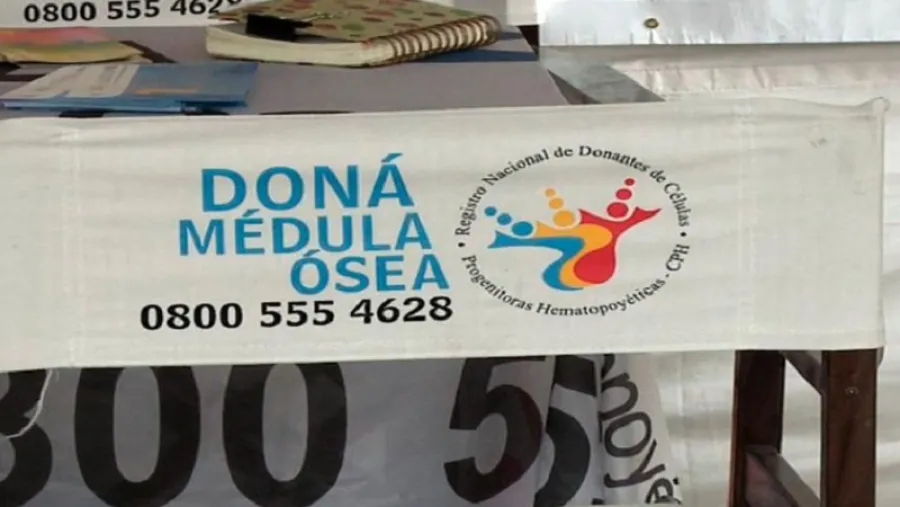 0800 555 462
DONÁ
MÉDULA
ÓSEA
0800 555 4628
• Registro Nacional de Donantes de Células •
Progenitoras Hematopoyéticas - CPH
800 55